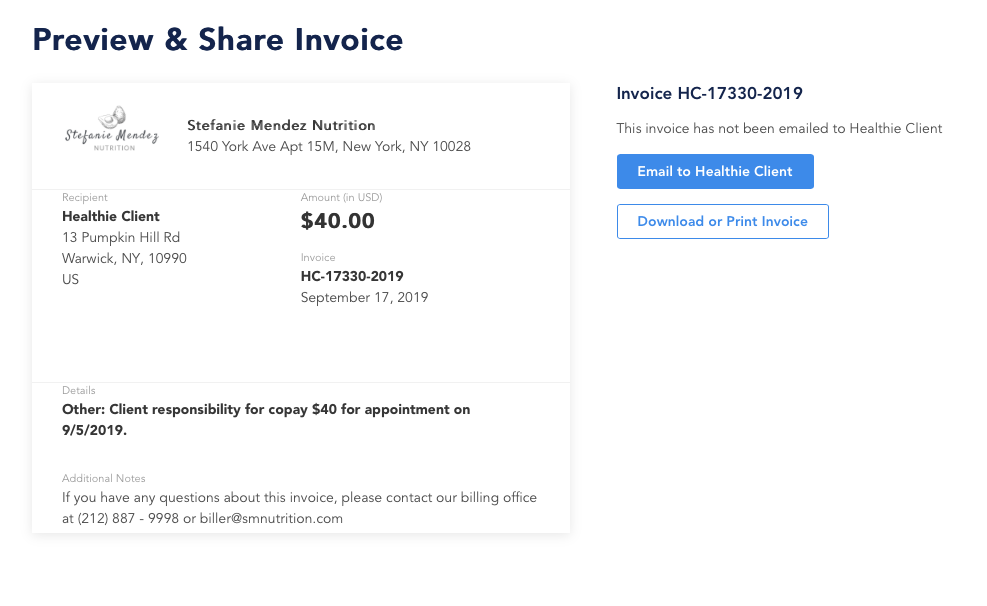 Preview & Share Invoice
Stefanie Mendez
NUTRITION
Stefanie Mendez Nutrition
1540 York Ave Apt 15M, New York, NY 10028
Recipient
Healthie Client
13 Pumpkin Hill Rd
Warwick, NY, 10990
US
Amount (in USD)
$40.00
Invoice
HC-17330-2019
September 17, 2019
Details
Other: Client responsibility for copay $40 for appointment on
9/5/2019.
Additional Notes
If you have any questions about this invoice, please contact our billing office
at (212) 887 - 9998 or biller@smnutrition.com
Invoice HC-17330-2019
This invoice has not been emailed to Healthie Client
Email to Healthie Client
Download or Print Invoice